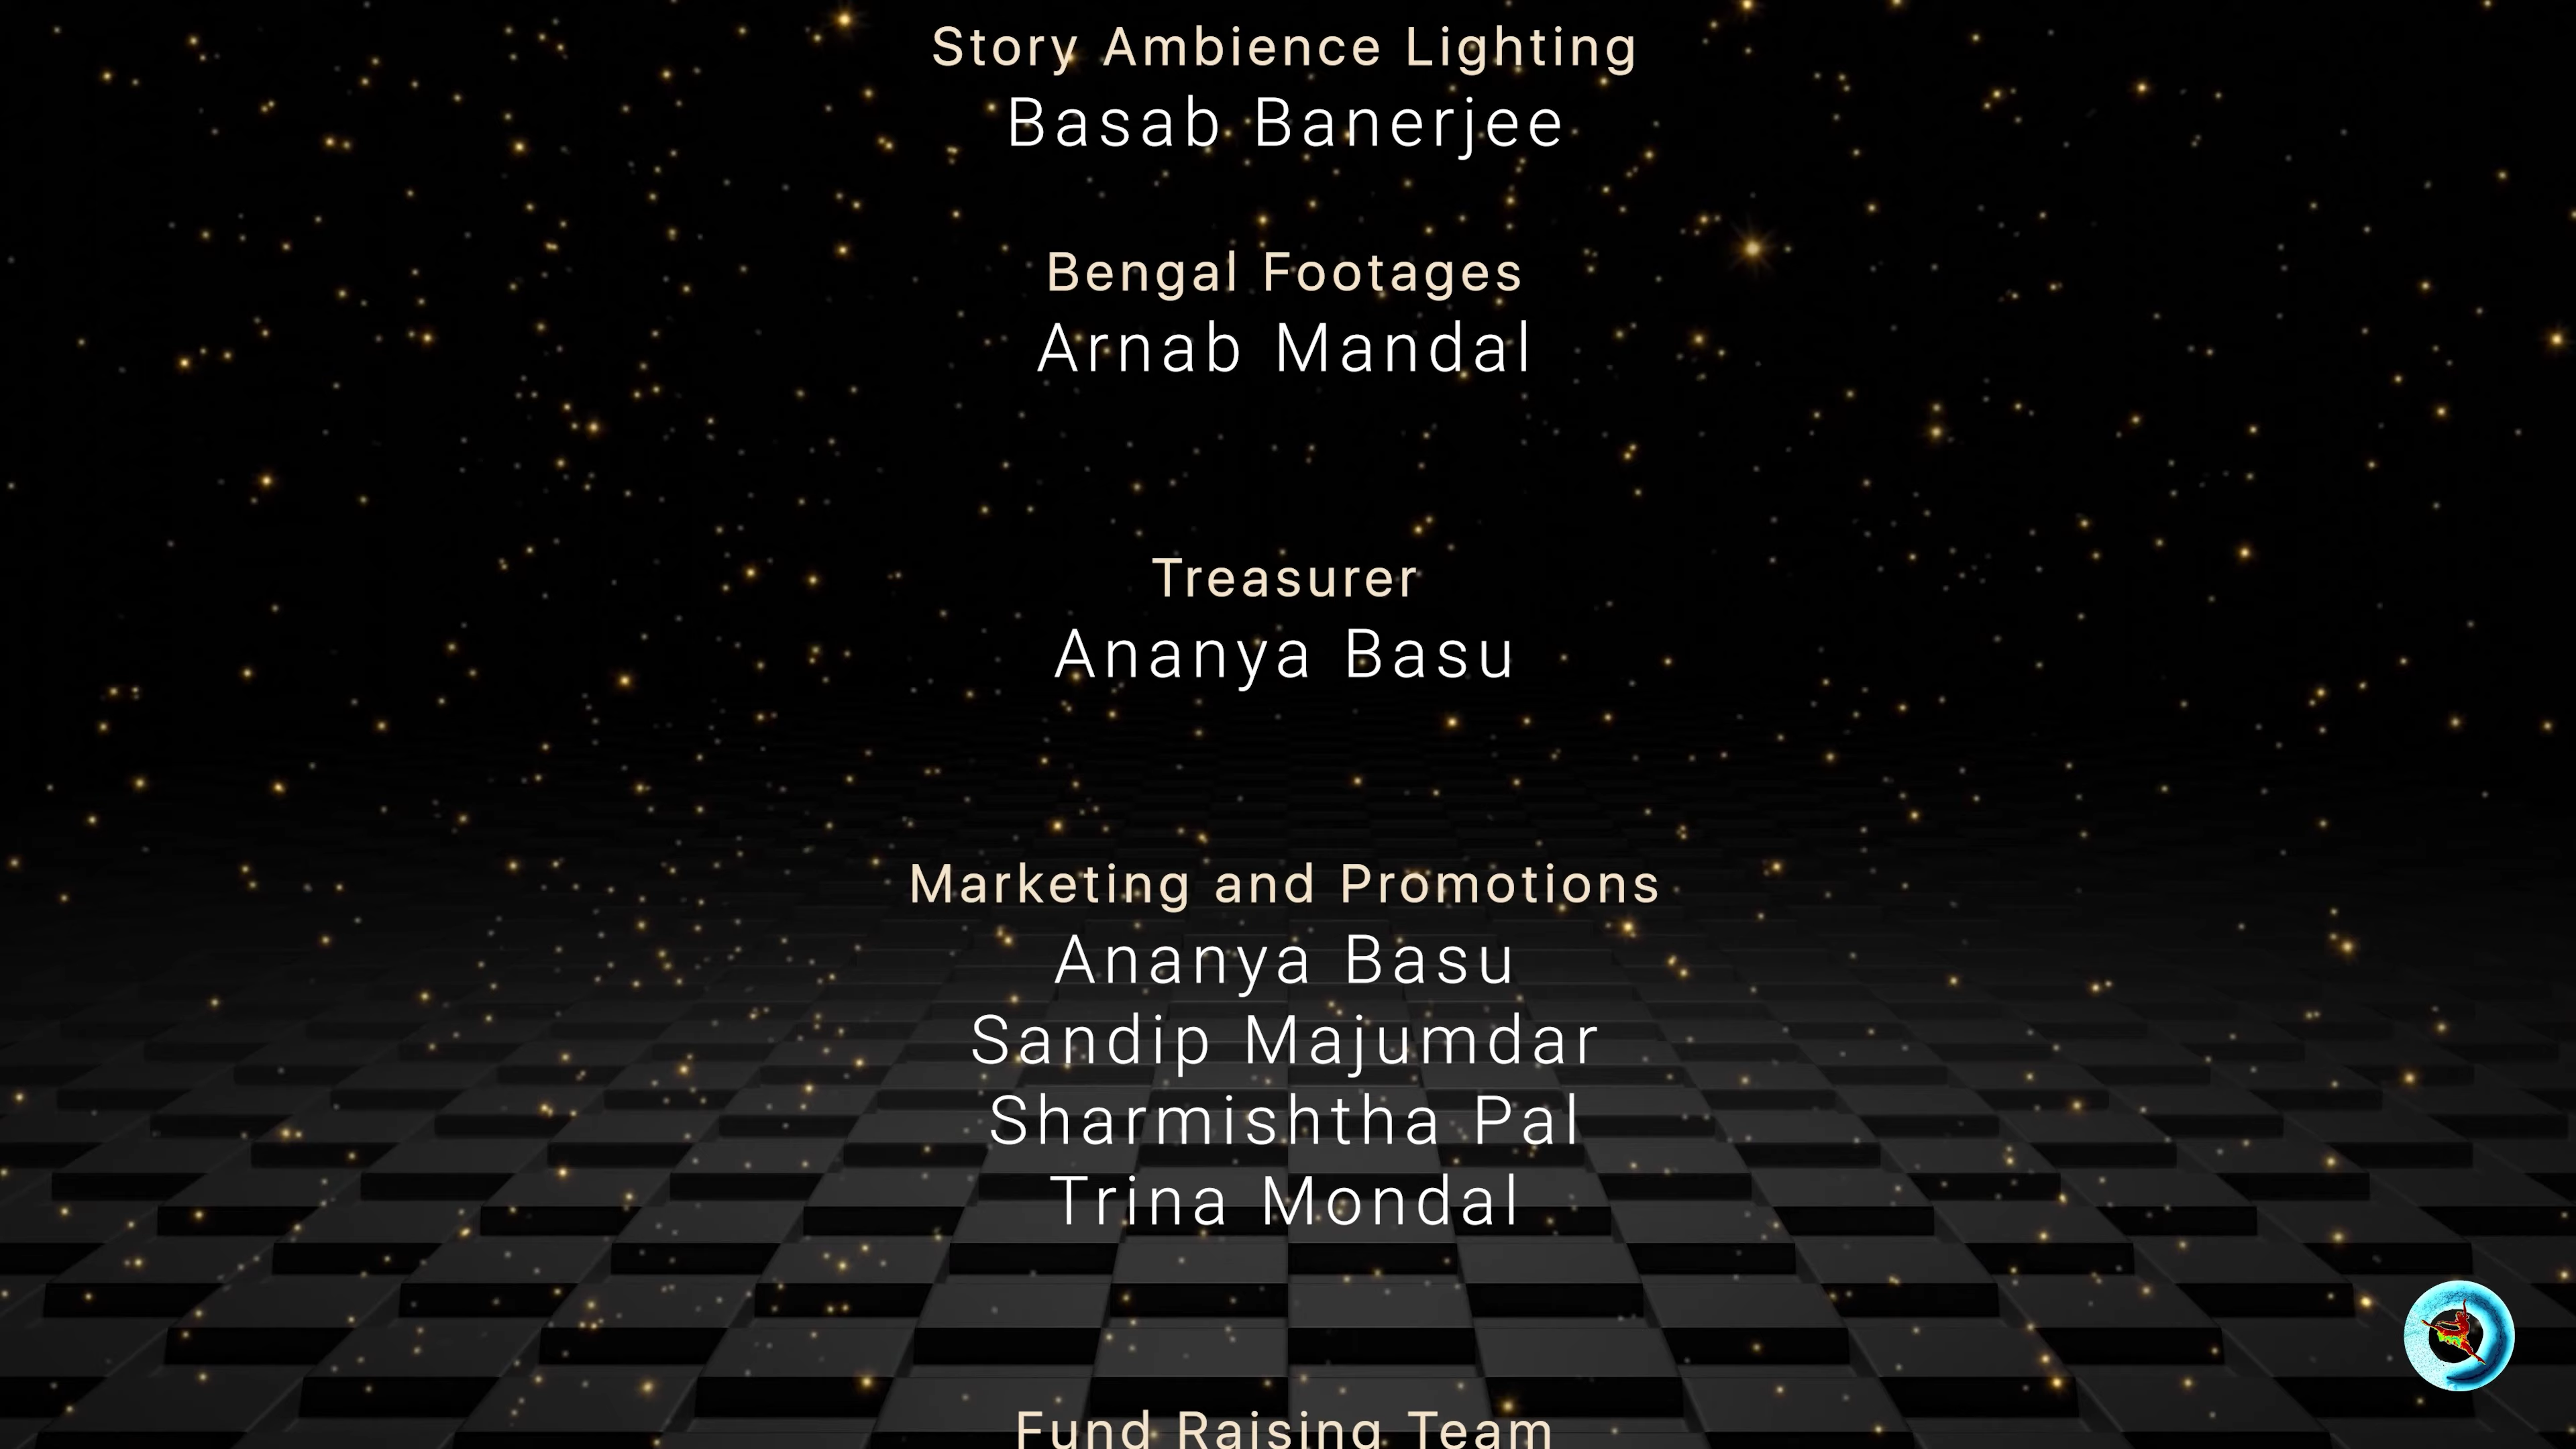 Story Ambience Lighting
Basab Banerjee
Bengal Footages
Arnab Mandal
Treasurer
Ananya Basu
Marketing and Promotions
Ananya Basu
Sandip Majumdar
Sharmishtha Pal
Trina Mondal
Fund Raising Team